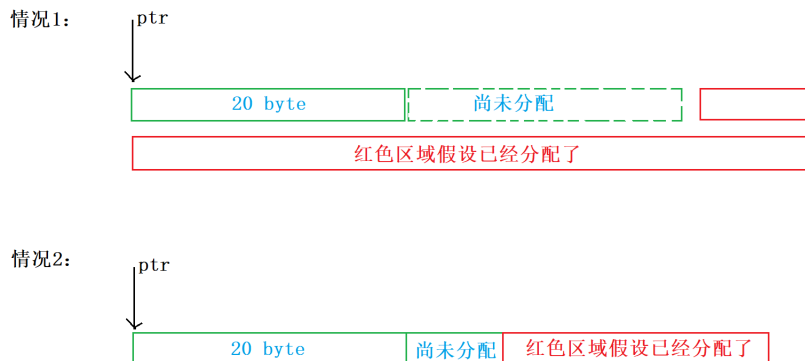 情况1：
ptr
20 byte
尚未分配
红色区域假设已经分配了
情况2：
ptr
20 byte
尚未分配
红色区域假设已经分配了